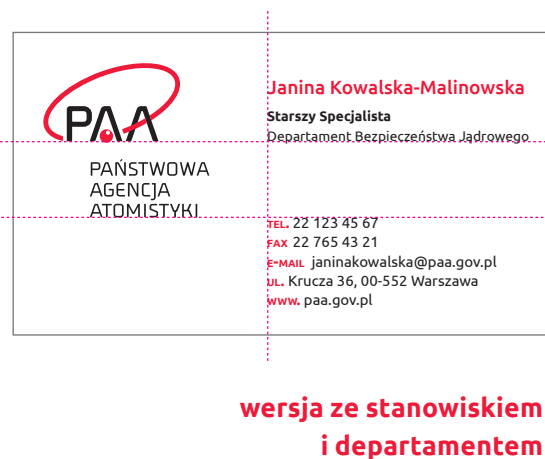 PAA
PAŃSTWOWA
AGENCJA
ATOMISTYKI
Janina Kowalska-Malinowska
Starszy Specjalista
Departament Bezpieczeństwa Jądrowego
TEL. 22 123 45 67
FAX 22 765 43 21
E-MAIL janinakowalska@paa.gov.pl
UL. Krucza 36, 00-552 Warszawa
www. paa.gov.pl
wersja ze stanowiskiem
i departamentem